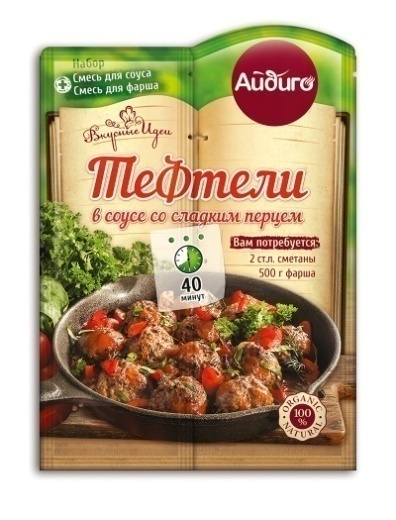 Набор
Смесь для соуса
Смесь для фарша
Айдиго
Вкусные Идеи
Тефтели
в соусе со сладким перцем
Вам потребуется:
2 ст.л. сметаны
500 г фарша
40
минут
ORGANIC
100%
NATURAL